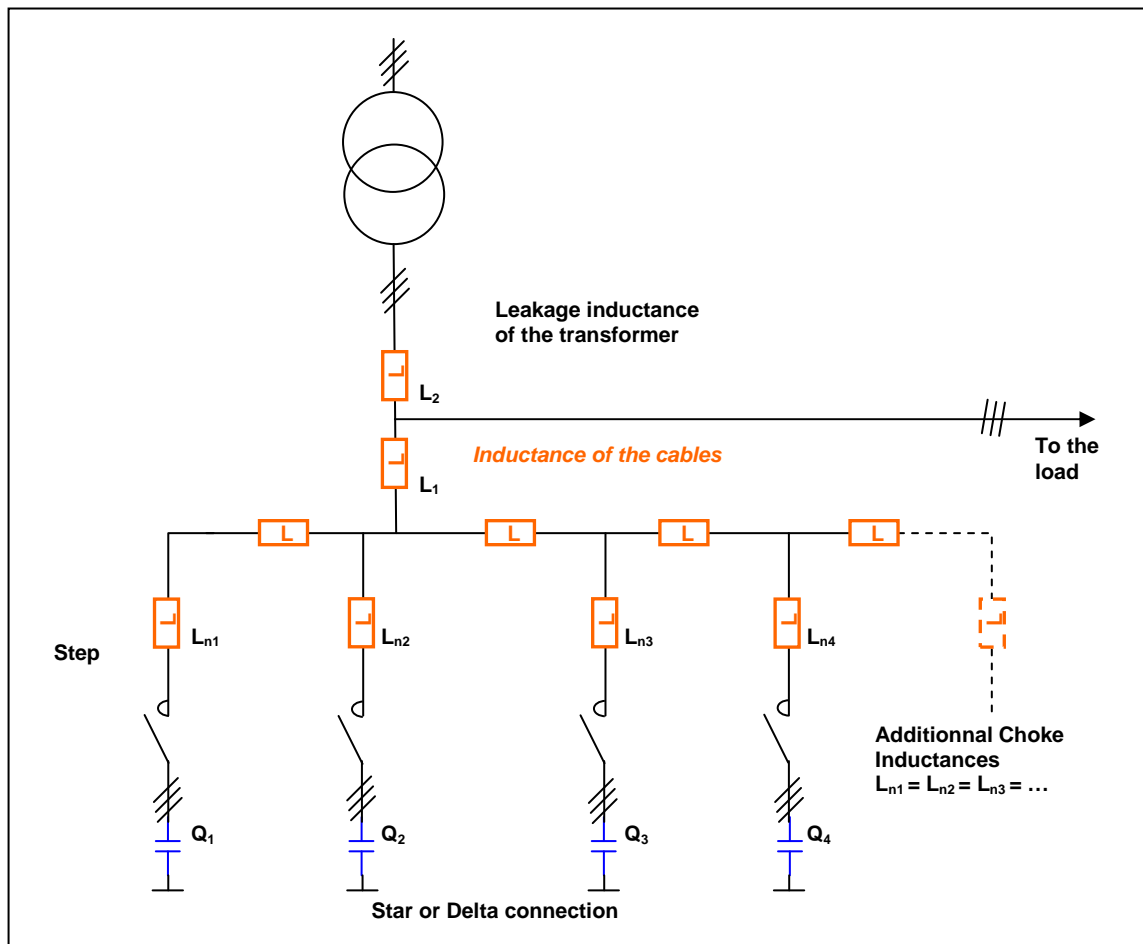 Leakage inductance
of the transformer
L
L₂
Inductance of the cables
To the
load
L
L₁
L
L
L
L
Step
L
Lₙ₁
L
Lₙ₂
L
Lₙ₃
L
Lₙ₄
L
Additionnal Choke
Inductances
Lₙ₁ = Lₙ₂ = Lₙ₃ = …
Q₁
Q₂
Q₃
Q₄
Star or Delta connection